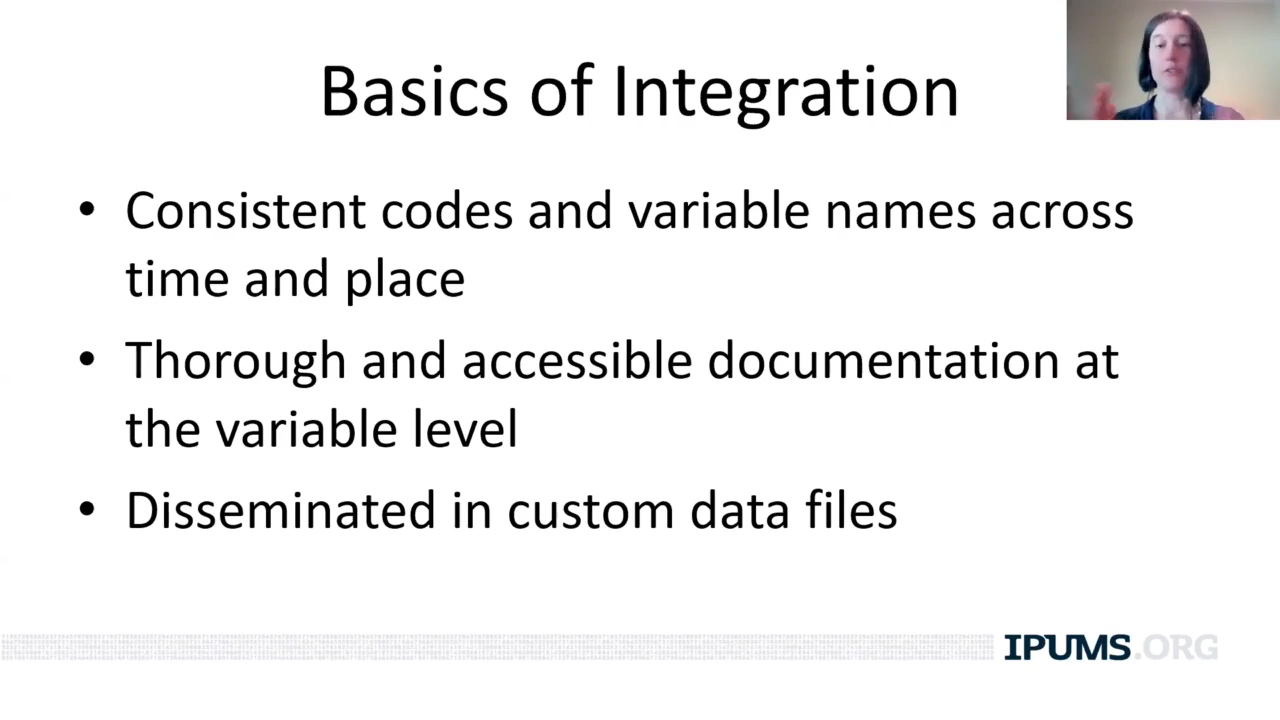 Basics of Integration
• Consistent codes and variable names across
time and place
• Thorough and accessible documentation at
the variable level
• Disseminated in custom data files
IPUMS.ORG